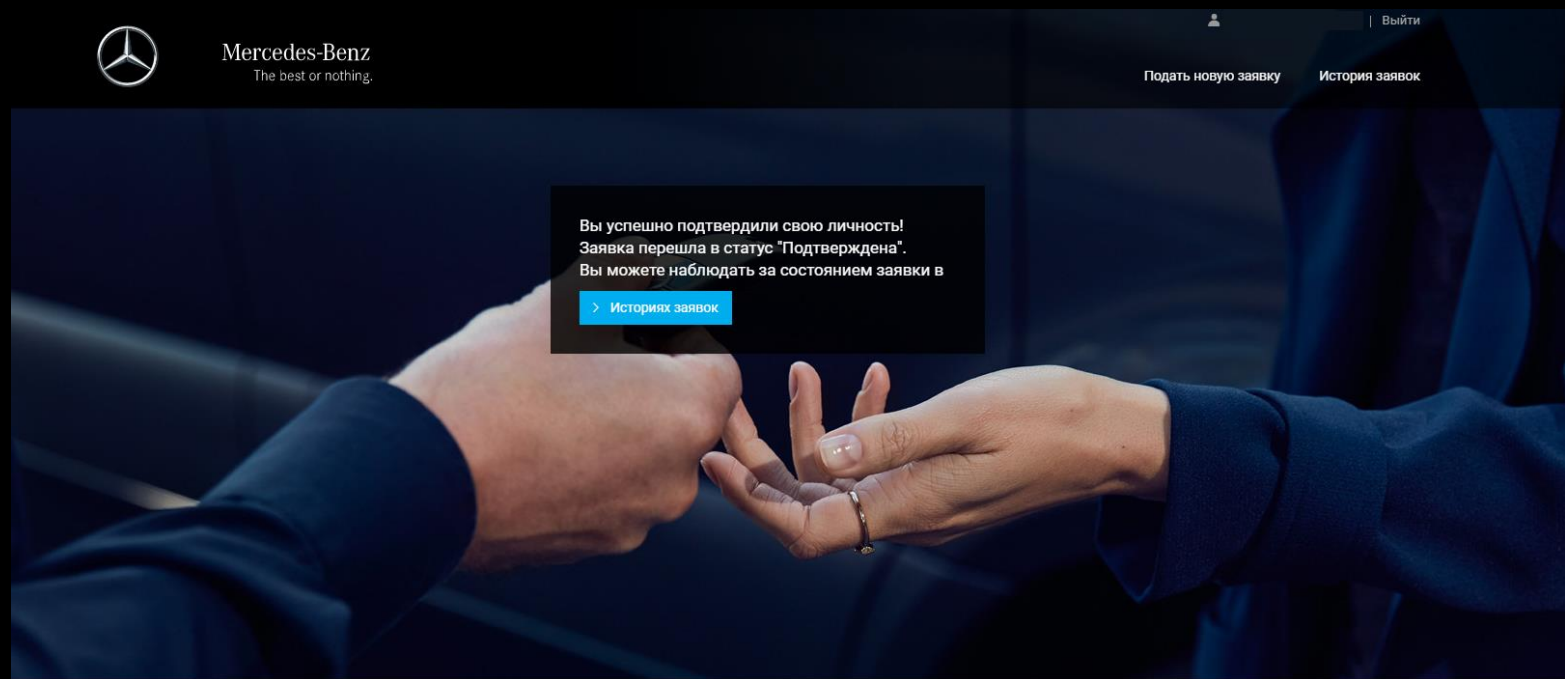 Выйти
Mercedes-Benz
The best or nothing.
Подать новую заявку
История заявок
Вы успешно подтвердили свою личность!
Заявка перешла в статус "Подтверждена".
Вы можете наблюдать за состоянием заявки в
Историях заявок